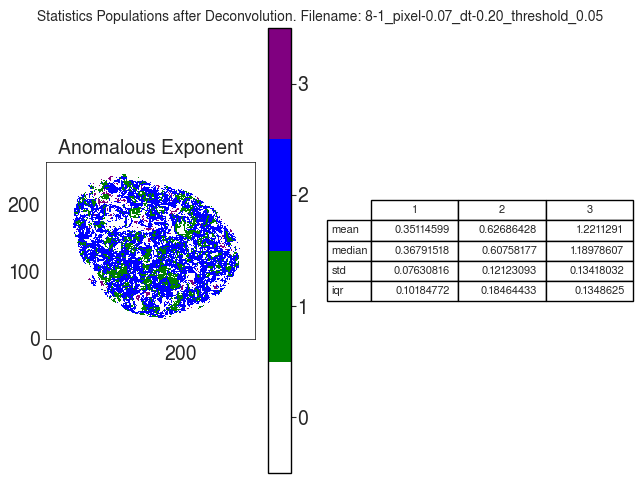 Statistics Populations after Deconvolution. Filename: 8-1_pixel-0.07_dt-0.20_threshold_0.05
Anomalous Exponent
200
100
0
0 200
3
2
1
0
1 2 3
mean 0.35114599 0.62686428 1.2211291
median 0.36791518 0.60758177 1.18978607
std 0.07630816 0.12123093 0.13418032
iqr 0.10184772 0.18464433 0.1348625